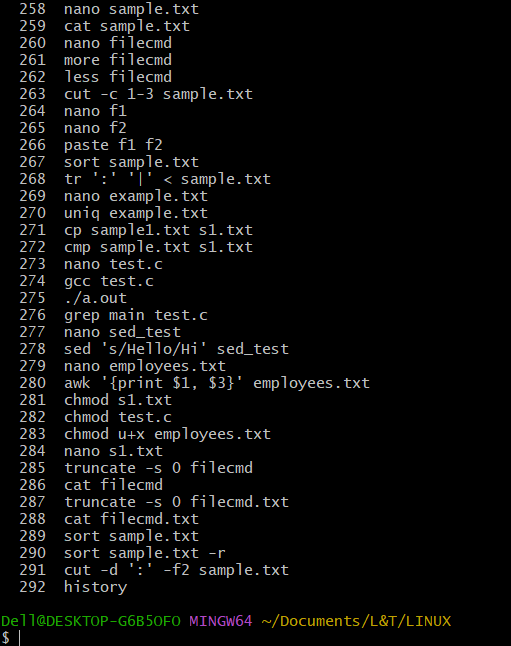 258  nano sample.txt
259  cat sample.txt
260  nano filecmd
261  more filecmd
262  less filecmd
263  cut -c 1-3 sample.txt
264  nano f1
265  nano f2
266  paste f1 f2
267  sort sample.txt
268  tr ':' '|' < sample.txt
269  nano example.txt
270  uniq example.txt
271  cp sample1.txt s1.txt
272  cmp sample.txt s1.txt
273  nano test.c
274  gcc test.c
275  ./a.out
276  grep main test.c
277  nano sed_test
278  sed 's/Hello/Hi' sed_test
279  nano employees.txt
280  awk '{print $1, $3}' employees.txt
281  chmod s1.txt
282  chmod test.c
283  chmod u+x employees.txt
284  nano s1.txt
285  truncate -s 0 filecmd
286  cat filecmd
287  truncate -s 0 filecmd.txt
288  cat filecmd.txt
289  sort sample.txt
290  sort sample.txt -r
291  cut -d ':' -f2 sample.txt
292  history
Dell@DESKTOP-G6B5OFO MINGW64 ~/Documents/L&T/LINUX
$